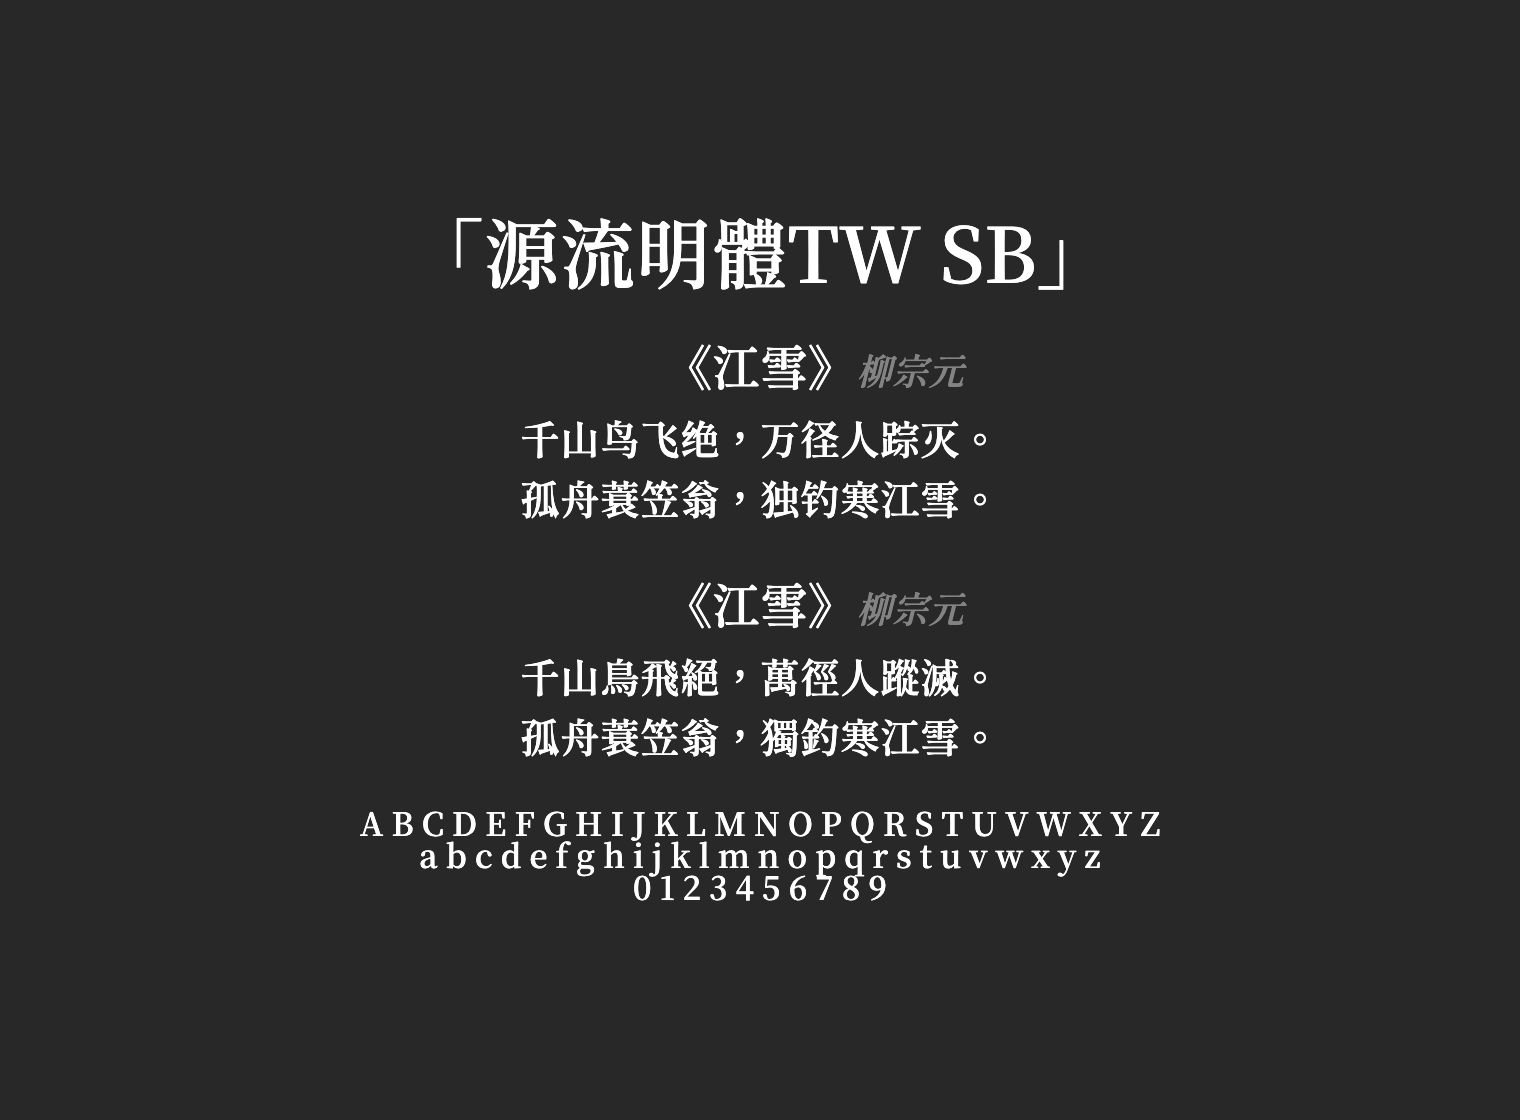 「源流明體TW SB」
《江雪》 柳宗元
千山鸟飞绝，万径人踪灭。
孤舟蓑笠翁，独钓寒江雪。
《江雪》 柳宗元
千山鳥飛絕，萬徑人蹤滅。
孤舟蓑笠翁，獨釣寒江雪。
A B C D E F G H I J K L M N O P Q R S T U V W X Y Z
a b c d e f g h i j k l m n o p q r s t u v w x y z
0 1 2 3 4 5 6 7 8 9